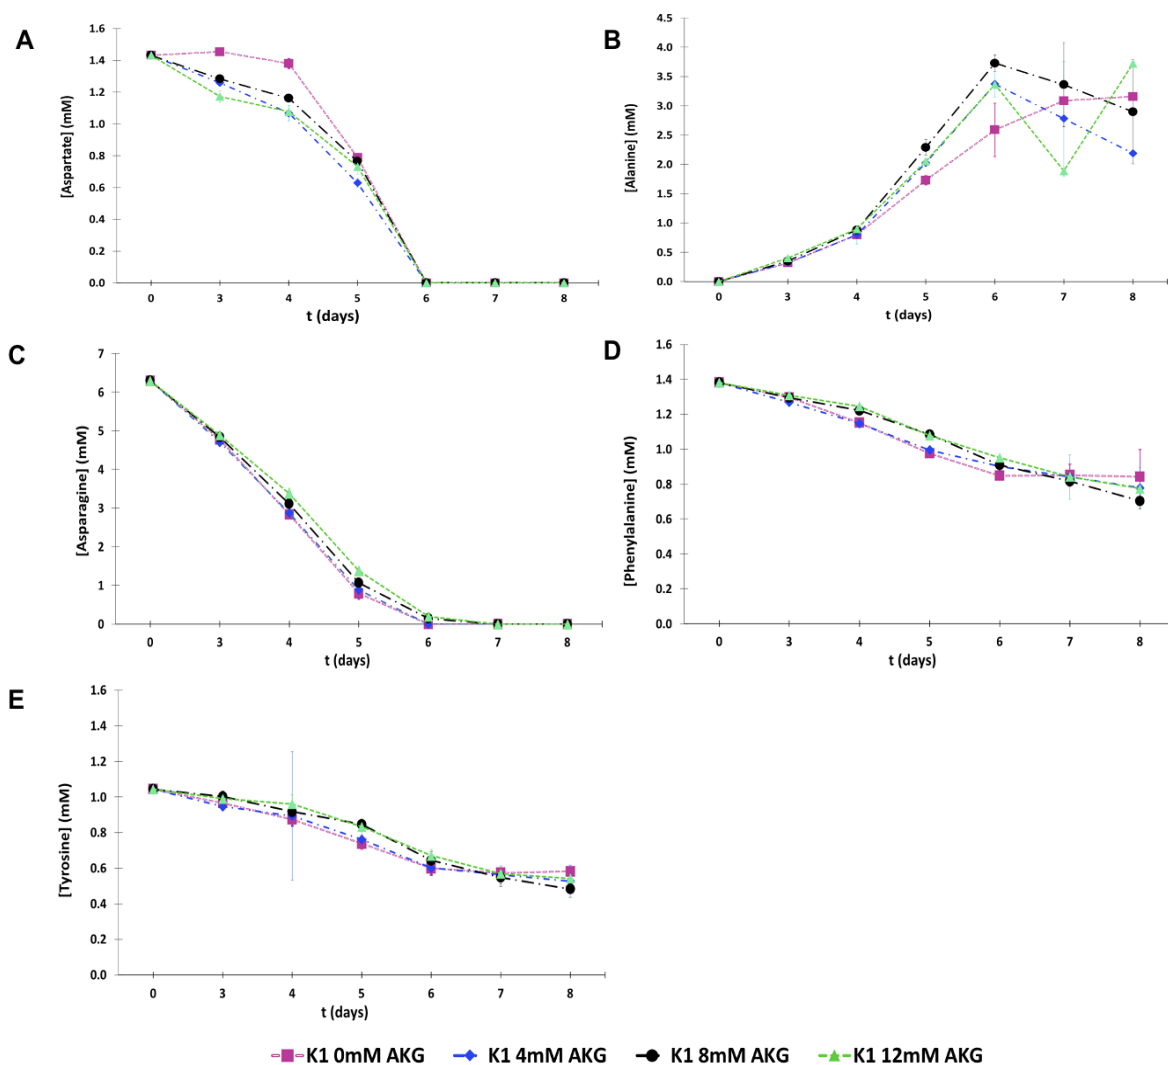 A
[Aspartate] (mM)
1.6
1.4
1.2
1.0
0.8
0.6
0.4
0.2
0.0
0 3 4 5 6 7 8
t (days)
B
[Alanine] (mM)
4.5
4.0
3.5
3.0
2.5
2.0
1.5
1.0
0.5
0.0
0 3 4 5 6 7 8
t (days)
C
[Asparagine] (mM)
7
6
5
4
3
2
1
0
0 3 4 5 6 7 8
t (days)
D
[Phenylalanine] (mM)
1.6
1.4
1.2
1.0
0.8
0.6
0.4
0.2
0.0
0 3 4 5 6 7 8
t (days)
E
[Tyrosine] (mM)
1.6
1.4
1.2
1.0
0.8
0.6
0.4
0.2
0.0
0 3 4 5 6 7 8
t (days)
K1 0mM AKG K1 4mM AKG K1 8mM AKG K1 12mM AKG